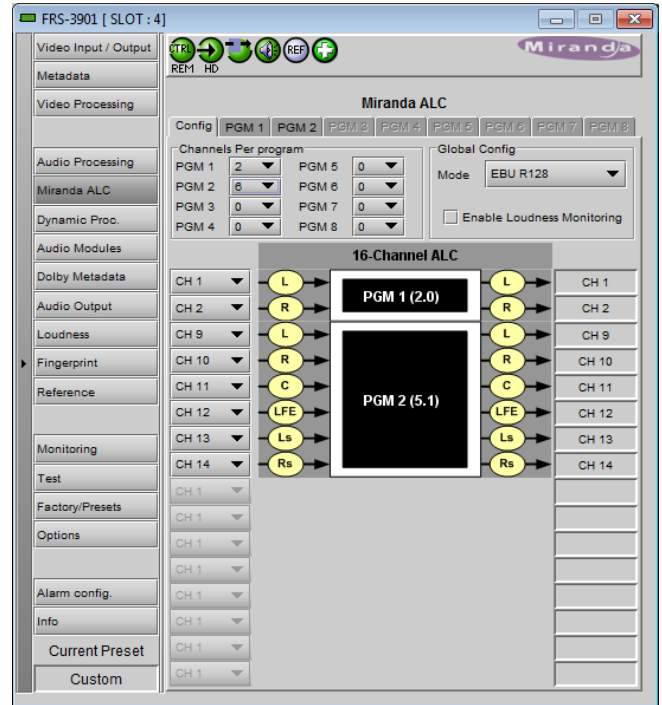 FRS-3901 [ SLOT : 4]
Video Input / Output
Metadata
Video Processing
Audio Processing
Miranda ALC
Dynamic Proc.
Audio Modules
Dolby Metadata
Audio Output
Loudness
Fingerprint
Reference
Monitoring
Test
Factory/Presets
Options
Alarm config.
Info
Current Preset
Custom
CTRL REF
REM HD
Miranda
Miranda ALC
Config PGM 1 PGM 2 PGM 3 PGM 4 PGM 5 PGM 6 PGM 7 PGM 8
Channels Per program
PGM 1 2 PGM 5 0
PGM 2 6 PGM 6 0
PGM 3 0 PGM 7 0
PGM 4 0 PGM 8 0
Global Config
Mode EBU R128
Enable Loudness Monitoring
16-Channel ALC
CH 1 L L CH 1
PGM 1 (2.0)
CH 2 R R CH 2
CH 9 L L CH 9
CH 10 R R CH 10
CH 11 C C CH 11
PGM 2 (5.1)
CH 12 LFE LFE CH 12
CH 13 Ls Ls CH 13
CH 14 Rs Rs CH 14
CH 1
CH 1
CH 1
CH 1
CH 1
CH 1
CH 1
CH 1